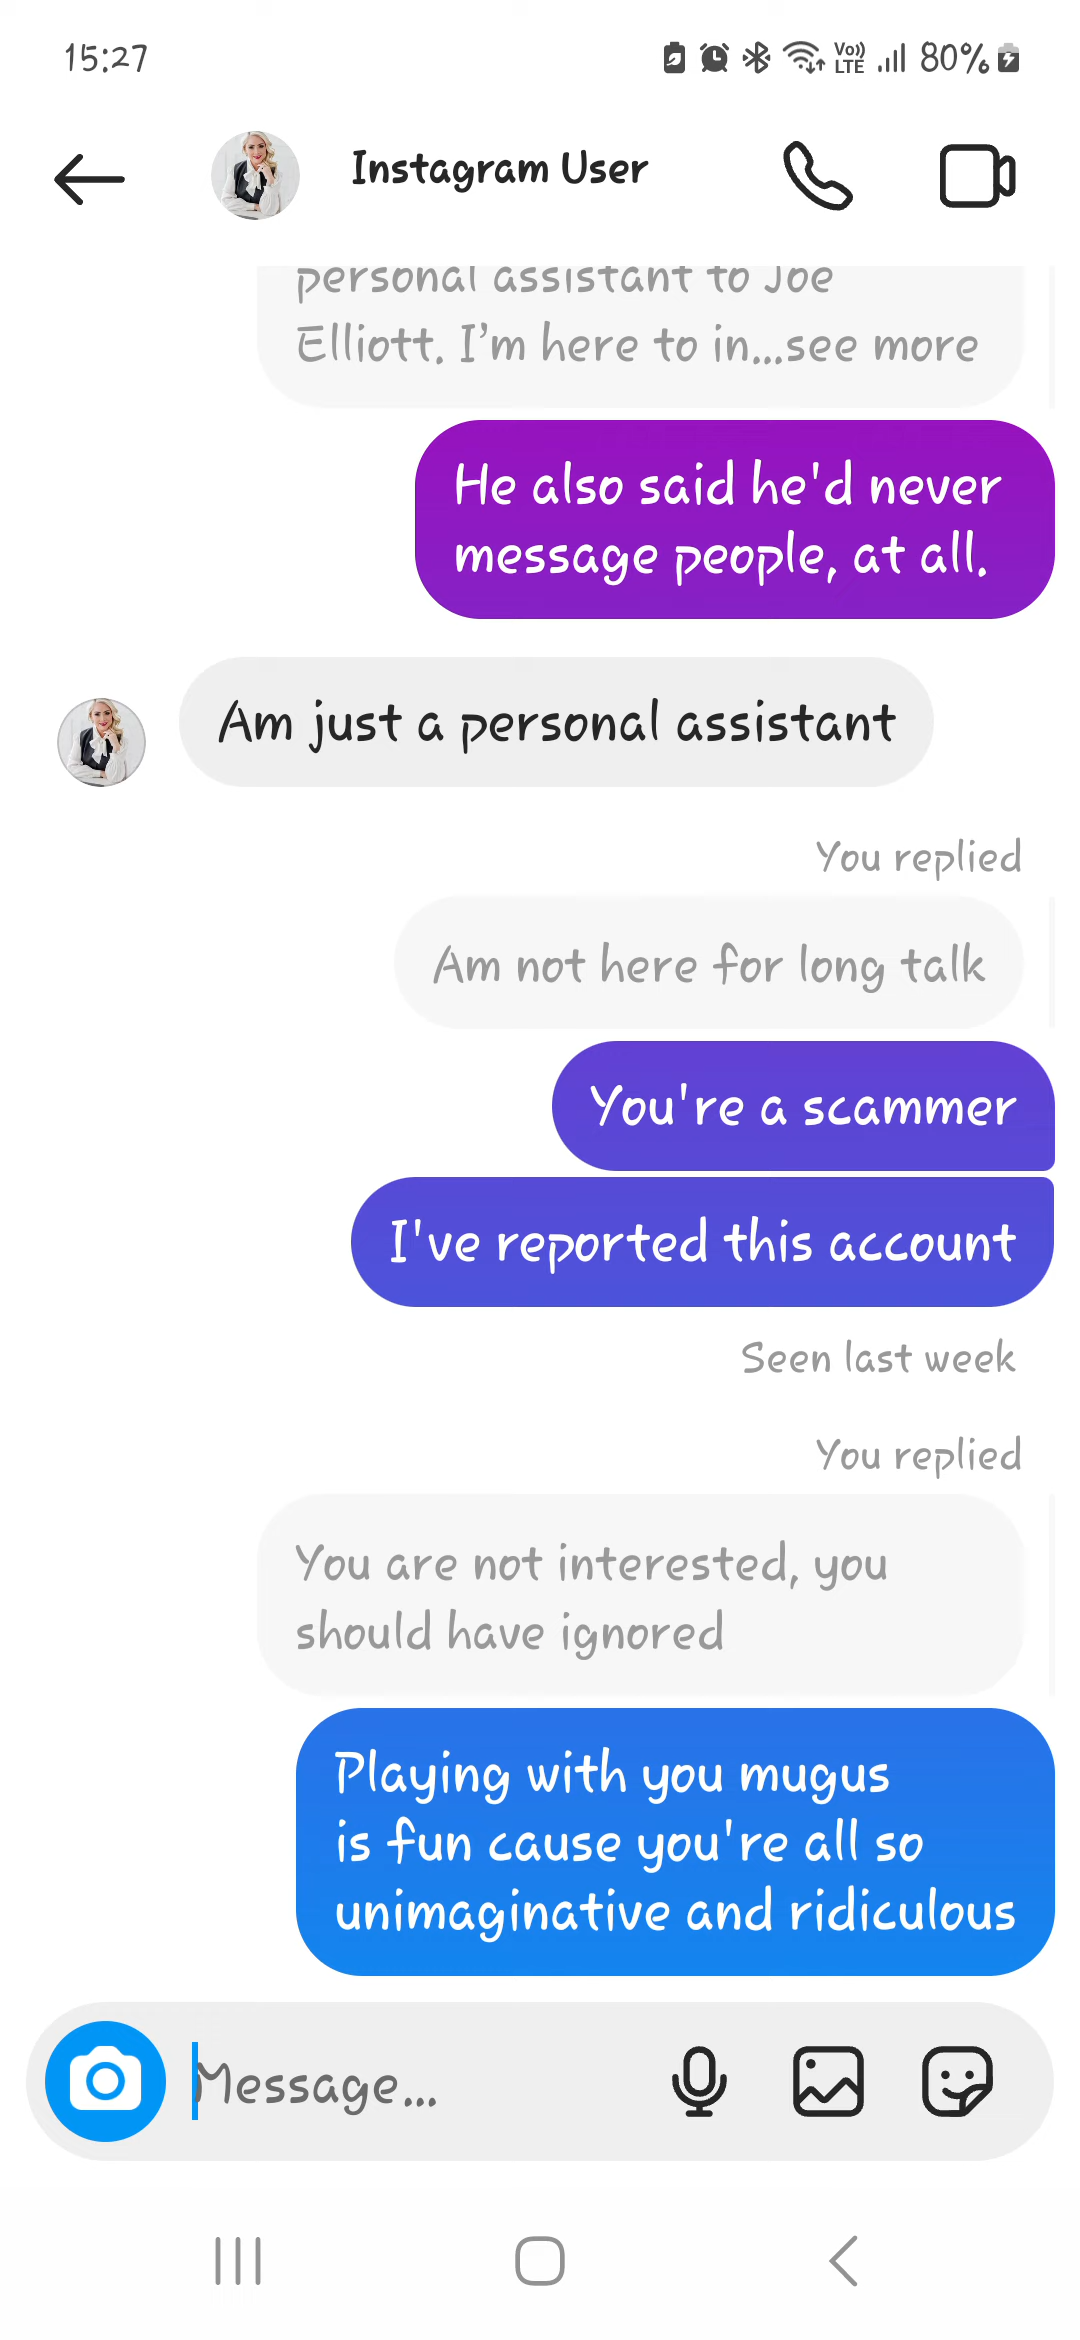 15:27
Vo))
LTE
80%
Instagram User
personal assistant to Joe
Elliott. I'm here to in...see more
He also said he'd never
message people, at all.
Am just a personal assistant
You replied
Am not here for long talk
You're a scammer
I've reported this account
Seen last week
You replied
You are not interested, you
should have ignored
Playing with you mugus
is fun cause you're all so
unimaginative and ridiculous
Message...